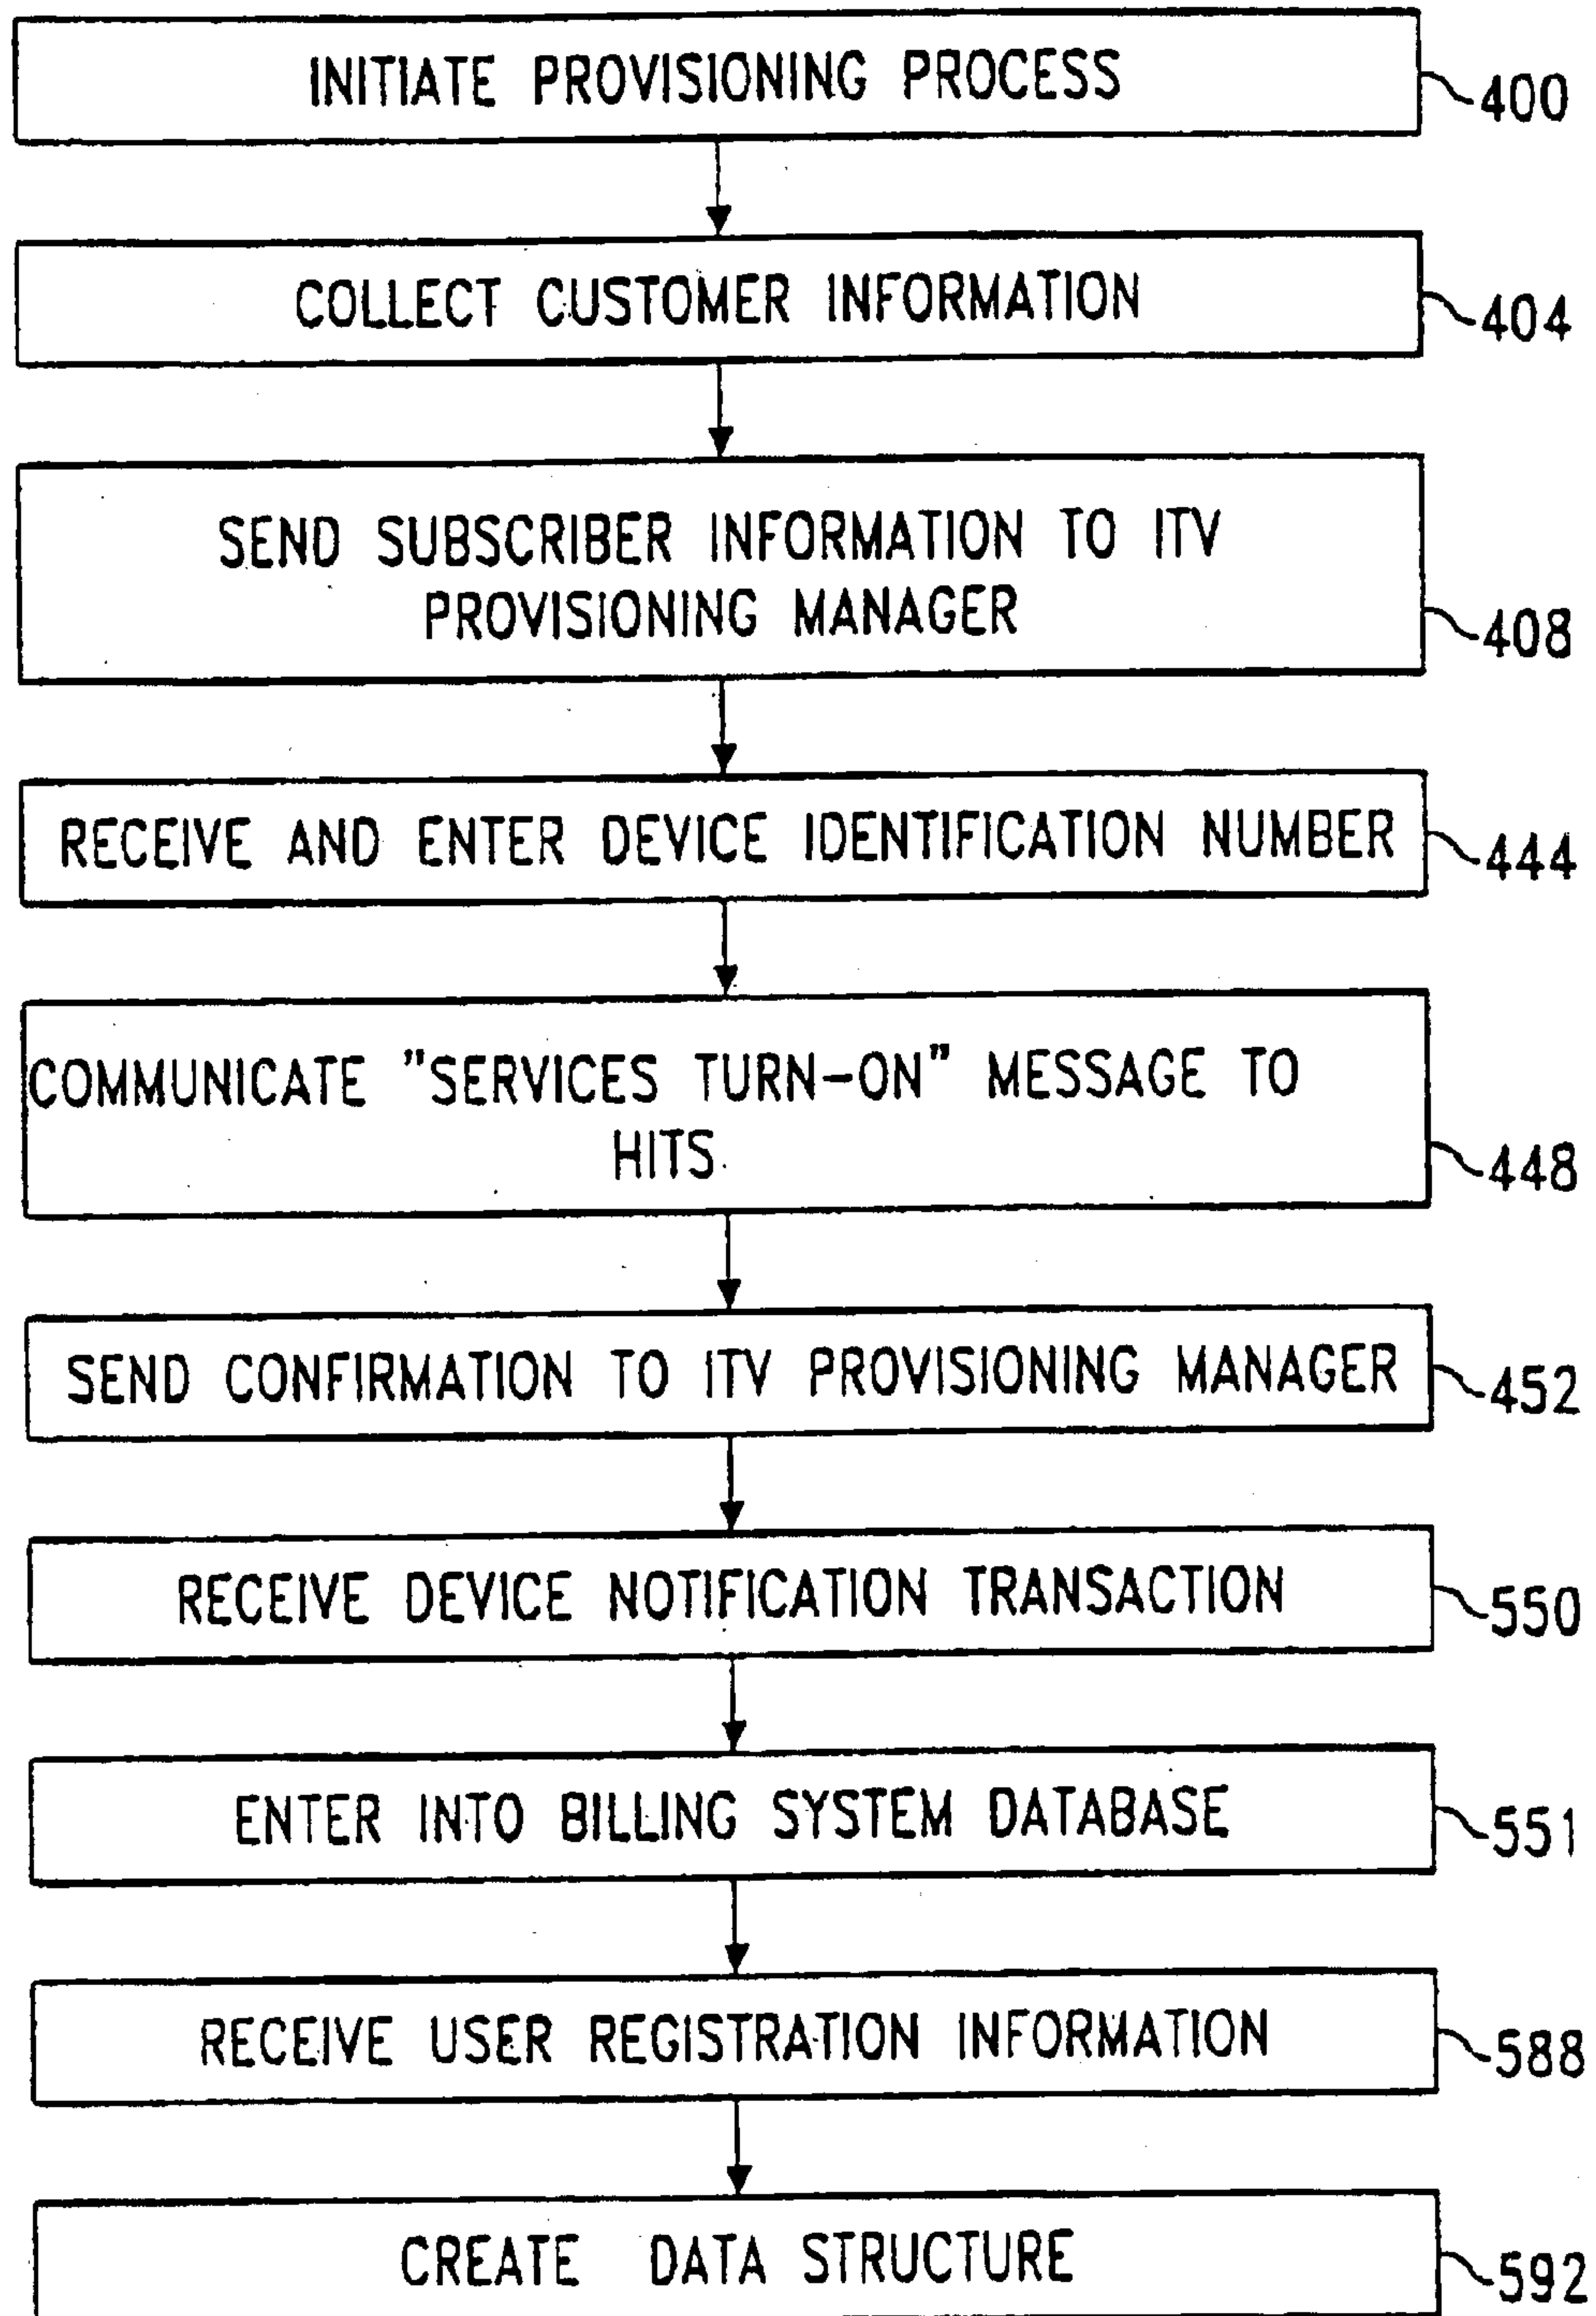 INITIATE PROVISIONING PROCESS
400
COLLECT CUSTOMER INFORMATION
404
SEND SUBSCRIBER INFORMATION TO ITV
PROVISIONING MANAGER
408
RECEIVE AND ENTER DEVICE IDENTIFICATION NUMBER
444
COMMUNICATE "SERVICES TURN-ON" MESSAGE TO
HITS
448
SEND CONFIRMATION TO ITV PROVISIONING MANAGER
452
RECEIVE DEVICE NOTIFICATION TRANSACTION
550
ENTER INTO BILLING SYSTEM DATABASE
551
RECEIVE USER REGISTRATION INFORMATION
588
CREATE DATA STRUCTURE
592